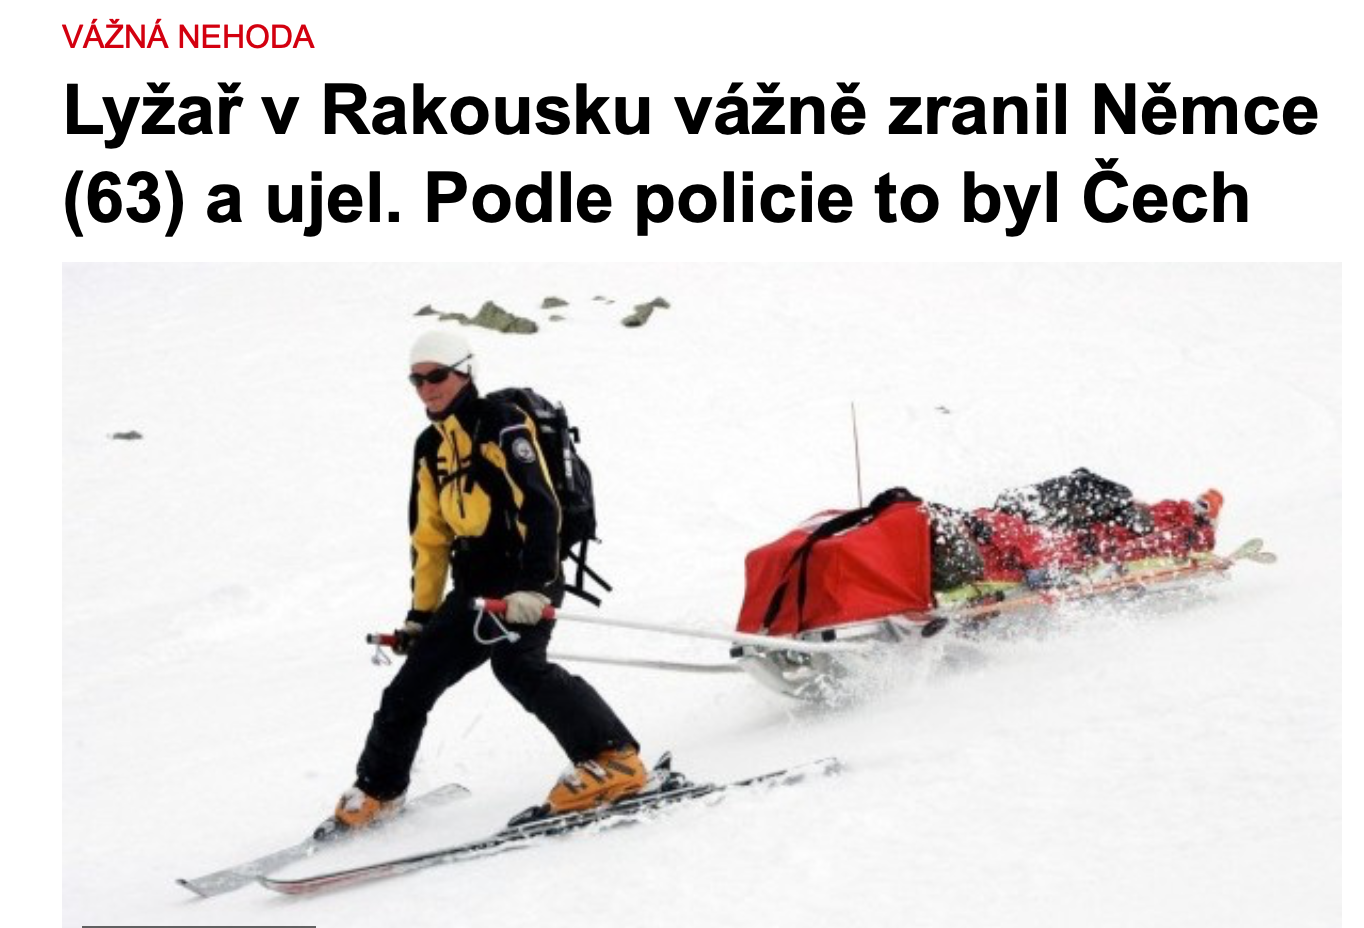 VÁŽNÁ NEHODA
Lyžař v Rakousku vážně zranil Němce
(63) a ujel. Podle policie to byl Čech